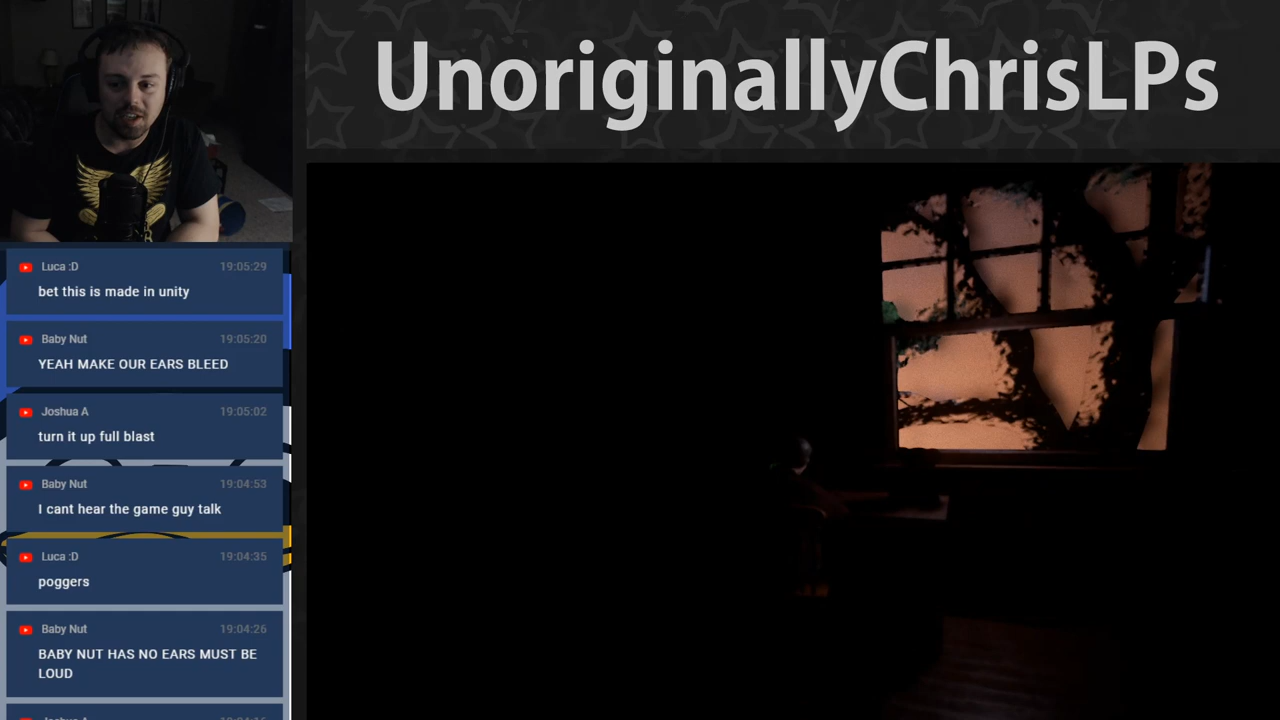 UnoriginallyChrisLPs
Luca :D 19:05:29
bet this is made in unity
Baby Nut 19:05:20
YEAH MAKE OUR EARS BLEED
Joshua A 19:05:02
turn it up full blast
Baby Nut 19:04:53
I cant hear the game guy talk
Luca :D 19:04:35
poggers
Baby Nut 19:04:26
BABY NUT HAS NO EARS MUST BE
LOUD
Joshua A